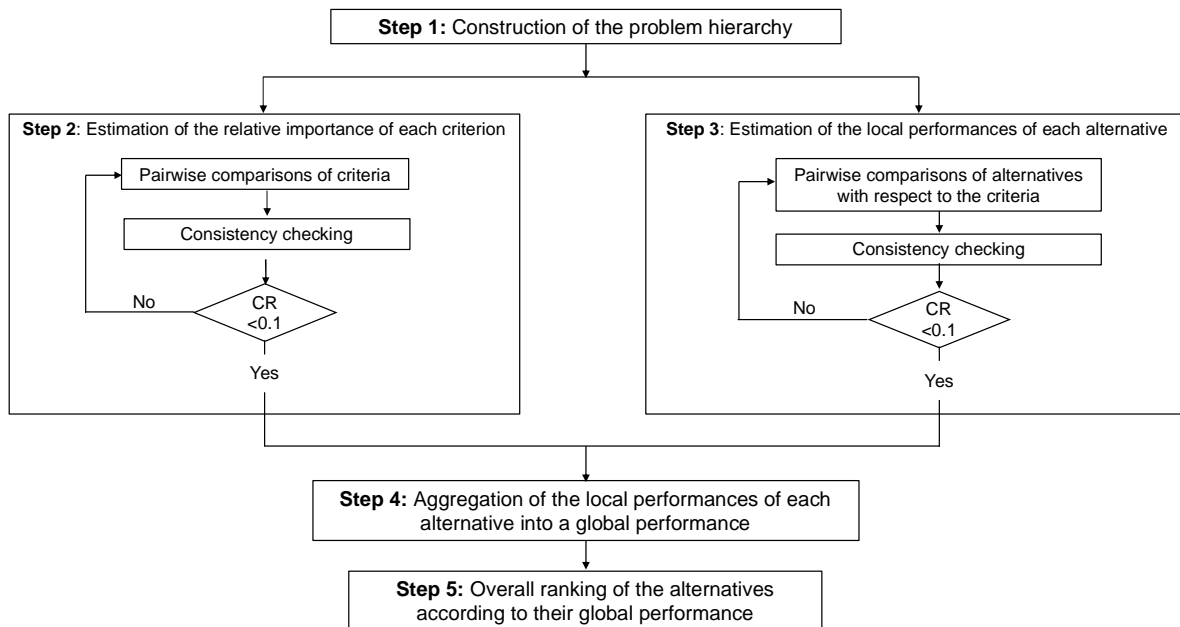 Step 1: Construction of the problem hierarchy
Step 2: Estimation of the relative importance of each criterion
Pairwise comparisons of criteria
Consistency checking
No
CR
<0.1
Yes
Step 3: Estimation of the local performances of each alternative
Pairwise comparisons of alternatives
with respect to the criteria
Consistency checking
No
CR
<0.1
Yes
Step 4: Aggregation of the local performances of each
alternative into a global performance
Step 5: Overall ranking of the alternatives
according to their global performance